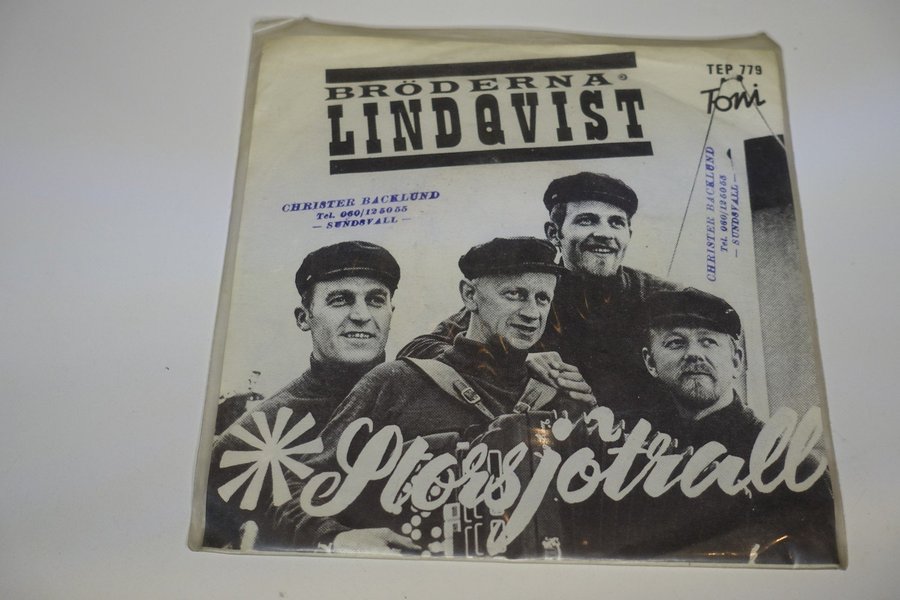 BRÖDERNA
LINDQVIST
TEP 779
Toni
CHRISTER BACKLUND
Tel. 060/125055
— SUNDSVALL —
CHRISTER BACKLUND
Tel. 060/125055
— SUNDSVALL —
Storsjötrall